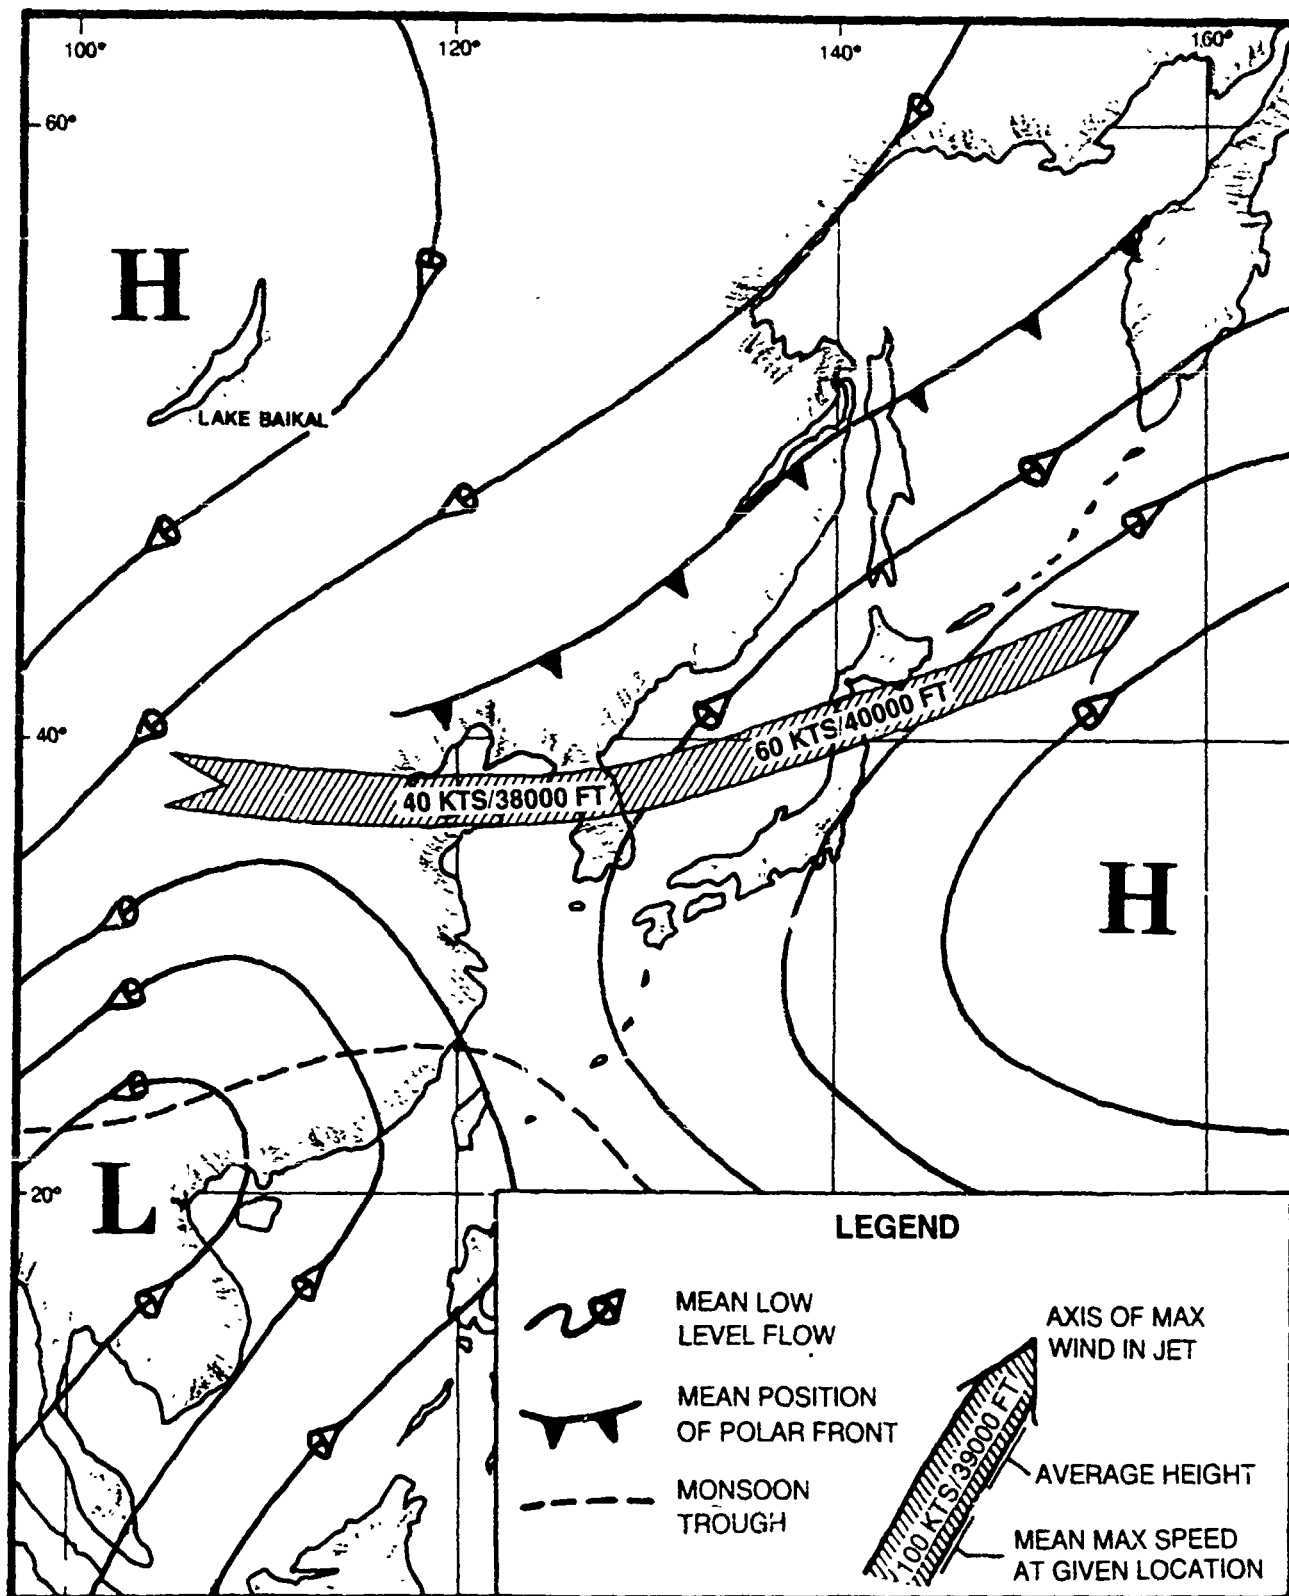 100°
120°
140°
160°
60°
H
LAKE BAIKAL
40°
60 KTS/40000 FT
40 KTS/38000 FT
H
L
20°
LEGEND
MEAN LOW
LEVEL FLOW
AXIS OF MAX
WIND IN JET
MEAN POSITION
OF POLAR FRONT
100 KTS/39000 FT
AVERAGE HEIGHT
MONSOON
TROUGH
MEAN MAX SPEED
AT GIVEN LOCATION